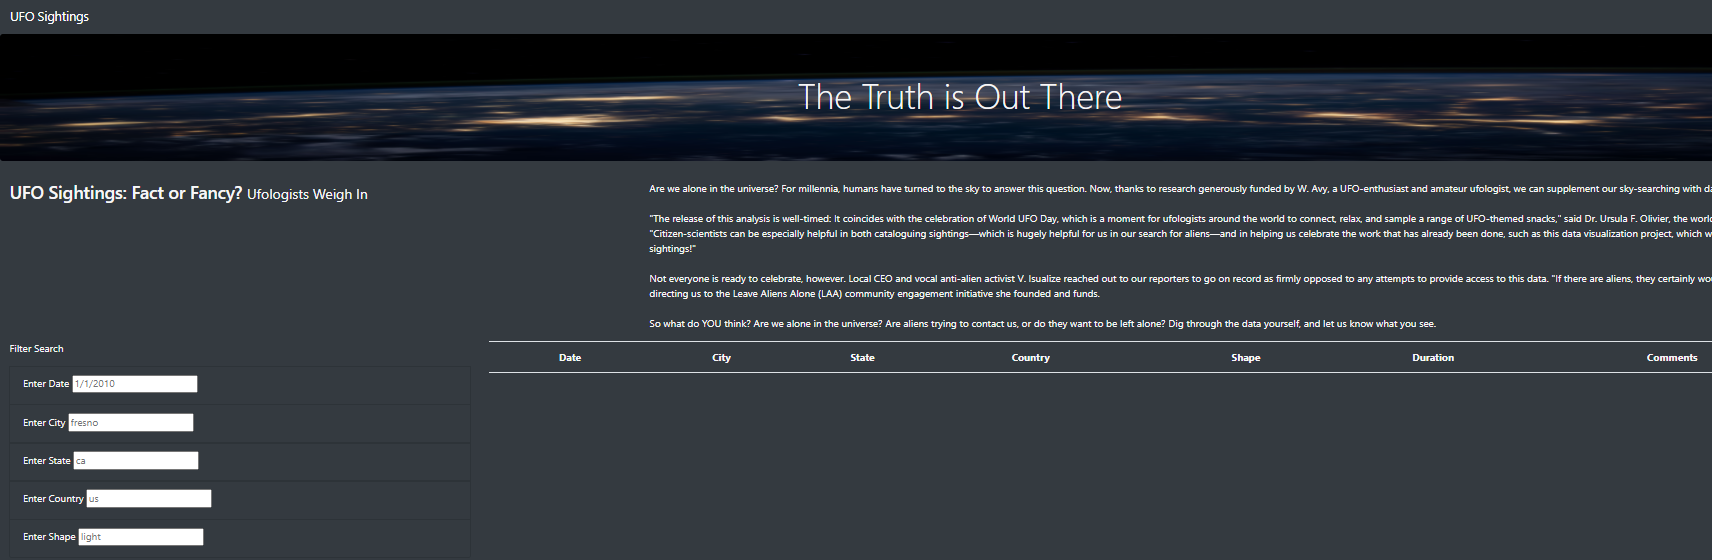 UFO Sightings
The Truth is Out There
UFO Sightings: Fact or Fancy? Ufologists Weigh In
Are we alone in the universe? For millennia, humans have turned to the sky to answer this question. Now, thanks to research generously funded by W. Avy, a UFO-enthusiast and amateur ufologist, we can supplement our sky-searching with
"The release of this analysis is well-timed: It coincides with the celebration of World UFO Day, which is a moment for ufologists around the world to connect, relax, and sample a range of UFO-themed snacks," said Dr. Ursula F. Olivier, the
"Citizen-scientists can be especially helpful in both cataloguing sightings—which is hugely helpful for us in our search for aliens—and in helping us celebrate the work that has already been done, such as this data visualization project, which
sightings!"
Not everyone is ready to celebrate, however. Local CEO and vocal anti-alien activist V. Isualize reached out to our reporters to go on record as firmly opposed to any attempts to provide access to this data. "If there are aliens, they certainly
directing us to the Leave Aliens Alone (LAA) community engagement initiative she founded and funds.
So what do YOU think? Are we alone in the universe? Are aliens trying to contact us, or do they want to be left alone? Dig through the data yourself, and let us know what you see.
Filter Search
Date City State Country Shape Duration Comments
Enter Date 1/1/2010
Enter City fresno
Enter State ca
Enter Country us
Enter Shape light